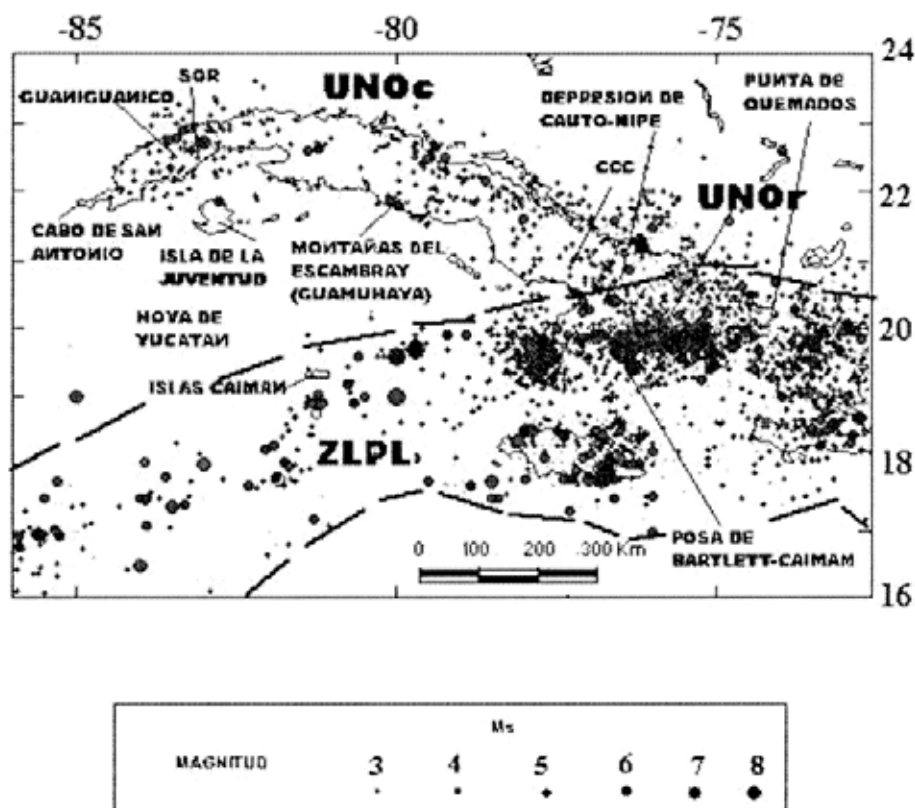 -85 -80 -75
24
SOR
GUANIGUANICO
UNOc
DEPRESION DE
CAUTO-NIPE
PUNTA DE
QUEMADOS
CCC
22
UNOr
CABO DE SAN
ANTONIO
ISLA DE LA
JUVENTUD
MONTAÑAS DEL
ESCAMBRAY
(GUAMUHAYA)
HOYA DE
YUCATAN
20
ISLAS CAIMAN
ZLPL
18
POSA DE
BARTLETT-CAIMAM
0 100 200 300 Km
16
Ms
MAGNITUD 3 4 5 6 7 8